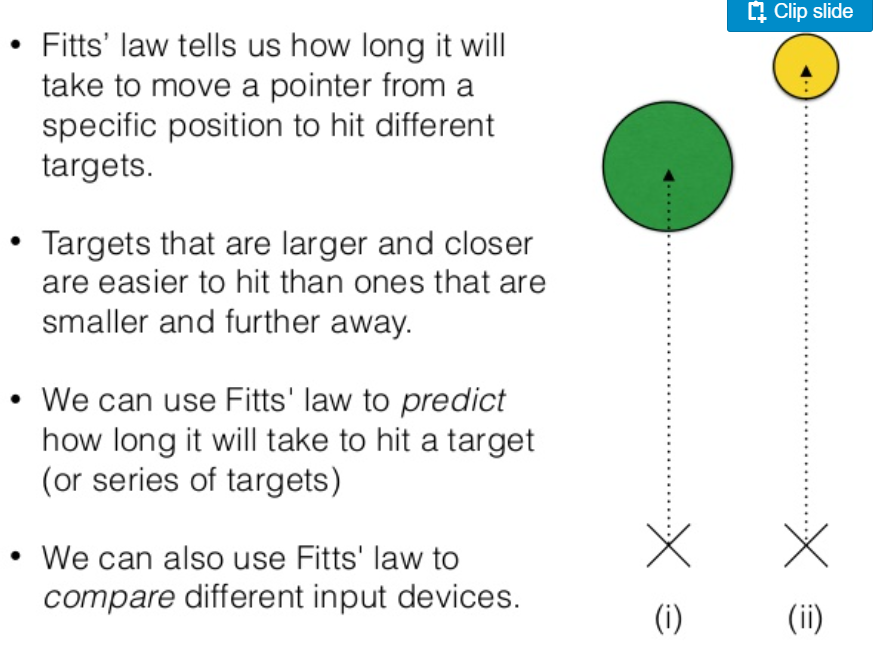 Clip slide
• Fitts’ law tells us how long it will
take to move a pointer from a
specific position to hit different
targets.
• Targets that are larger and closer
are easier to hit than ones that are
smaller and further away.
• We can use Fitts' law to predict
how long it will take to hit a target
(or series of targets)
• We can also use Fitts' law to
compare different input devices.
(i)
(ii)